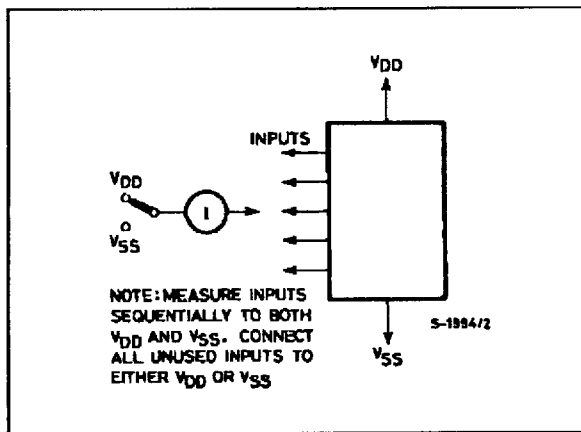 VDD
INPUTS
VDD
I
VSS
NOTE: MEASURE INPUTS
SEQUENTIALLY TO BOTH
VDD AND VSS. CONNECT
ALL UNUSED INPUTS TO
EITHER VDD OR VSS
S-1994/2
VSS